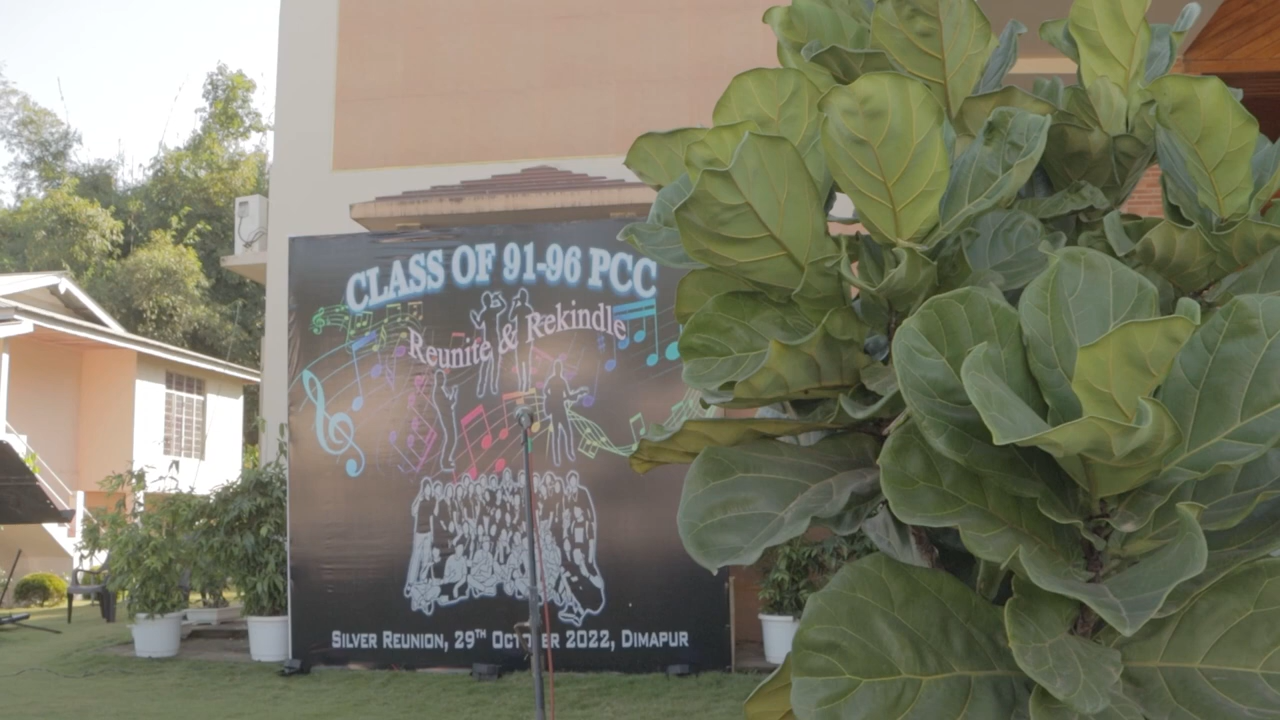 CLASS OF 91-96 PCC
Reunite & Rekindle
SILVER REUNION, 29TH OCTOBER 2022, DIMAPUR